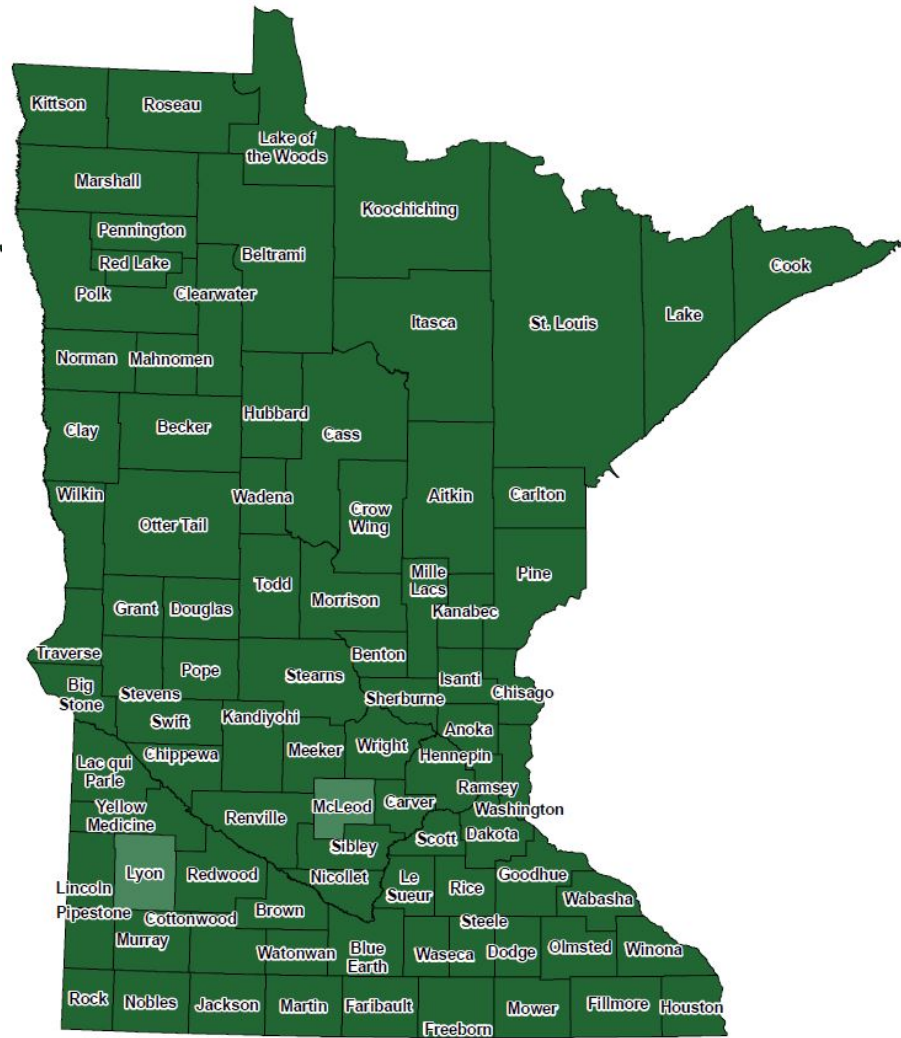 Kittson
Roseau
Lake of
the Woods
Marshall
Koochiching
Pennington
Red Lake
Beltrami
Cook
Polk
Clearwater
Itasca
St. Louis
Lake
Norman
Mahnomen
Hubbard
Clay
Becker
Cass
Wilkin
Wadena
Aitkin
Carlton
Otter Tail
Crow
Wing
Todd
Mille
Lacs
Pine
Grant
Douglas
Morrison
Kanabec
Traverse
Benton
Pope
Stearns
Isanti
Big
Stone
Stevens
Sherburne
Chisago
Swift
Kandiyohi
Anoka
Chippewa
Meeker
Wright
Hennepin
Lac qui
Parle
Ramsey
Yellow
Medicine
Renville
McLeod
Carver
Washington
Sibley
Scott
Dakota
Lyon
Redwood
Nicollet
Le
Sueur
Rice
Goodhue
Lincoln
Wabasha
Pipestone
Cottonwood
Brown
Steele
Murray
Watonwan
Blue
Earth
Waseca
Dodge
Olmsted
Winona
Rock
Nobles
Jackson
Martin
Faribault
Freeborn
Mower
Fillmore
Houston